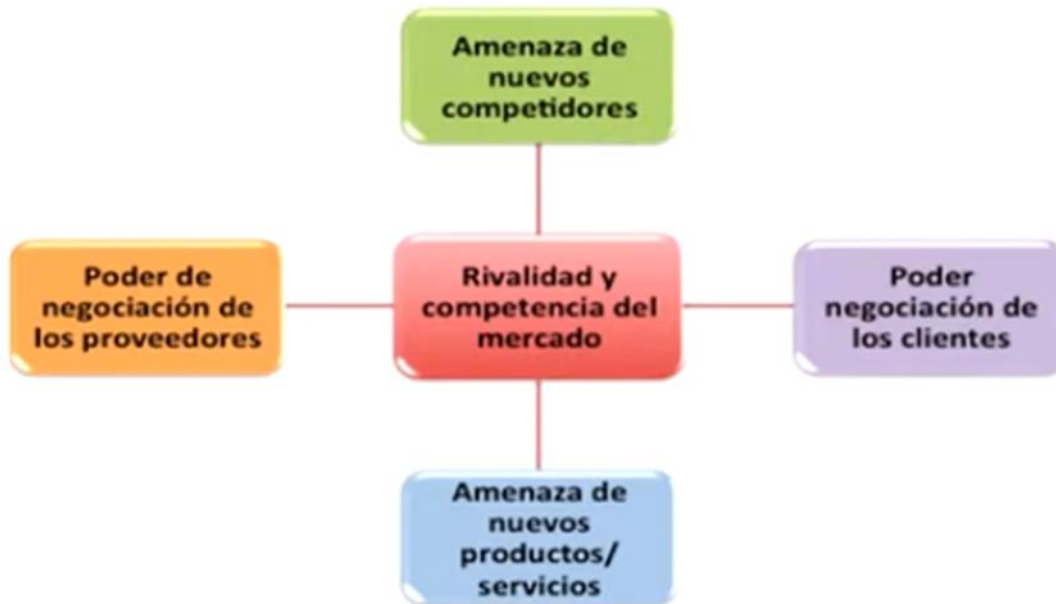 Amenaza de
nuevos
competidores
Poder de
negociación de
los proveedores
Rivalidad y
competencia del
mercado
Poder
negociación de
los clientes
Amenaza de
nuevos
productos/
servicios